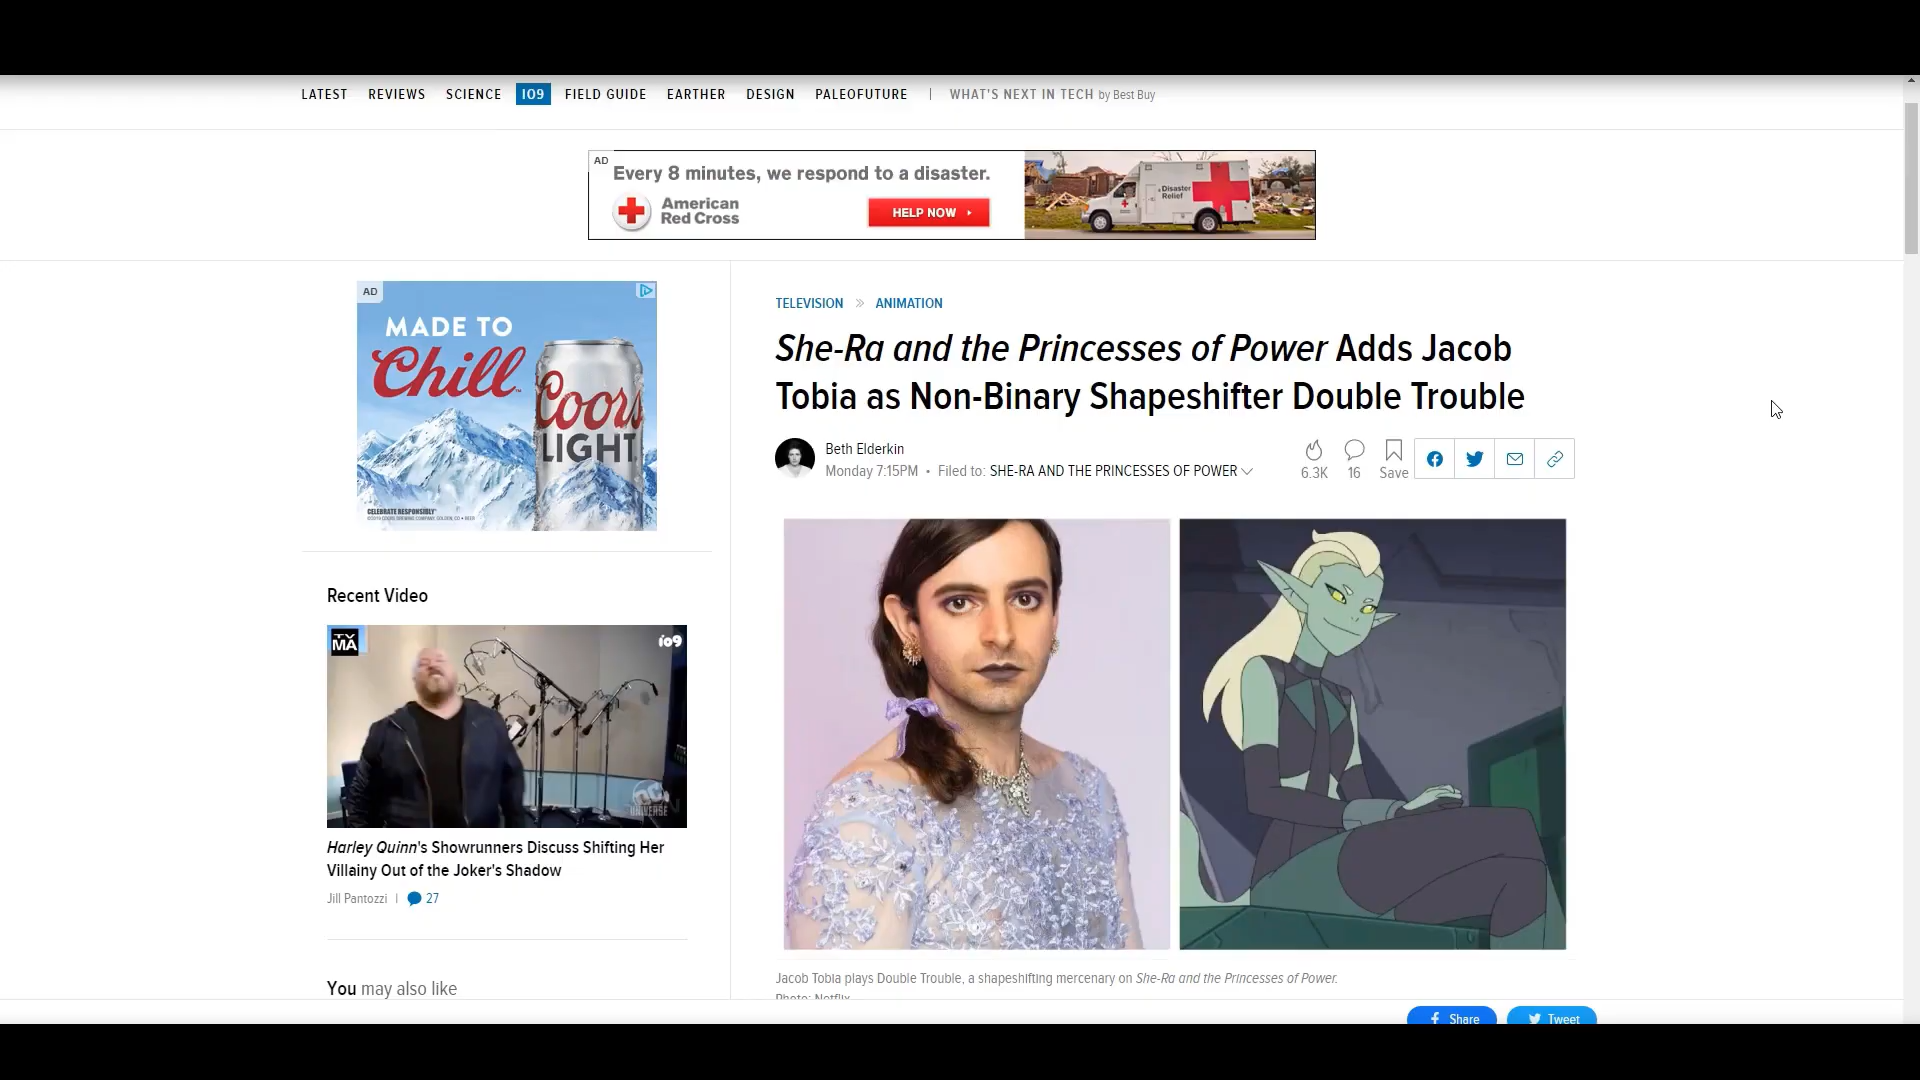 LATEST REVIEWS SCIENCE IO9 FIELD GUIDE EARTHER DESIGN PALEOFUTURE | WHAT'S NEXT IN TECH by Best Buy
AD
Every 8 minutes, we respond to a disaster.
American
Red Cross
HELP NOW
Disaster
Relief
AD
MADE TO
Chill
Coors
LIGHT
CELEBRATE RESPONSIBLY
TELEVISION » ANIMATION
She-Ra and the Princesses of Power Adds Jacob
Tobia as Non-Binary Shapeshifter Double Trouble
Beth Elderkin
Monday 7:15PM • Filed to: SHE-RA AND THE PRINCESSES OF POWER
6.3K 16 Save
Recent Video
TV
MA
io9
DC
UNIVERSE
Harley Quinn's Showrunners Discuss Shifting Her
Villainy Out of the Joker's Shadow
Jill Pantozzi | 27
You may also like
Jacob Tobia plays Double Trouble, a shapeshifting mercenary on She-Ra and the Princesses of Power.
Photo: Netflix
Share Tweet